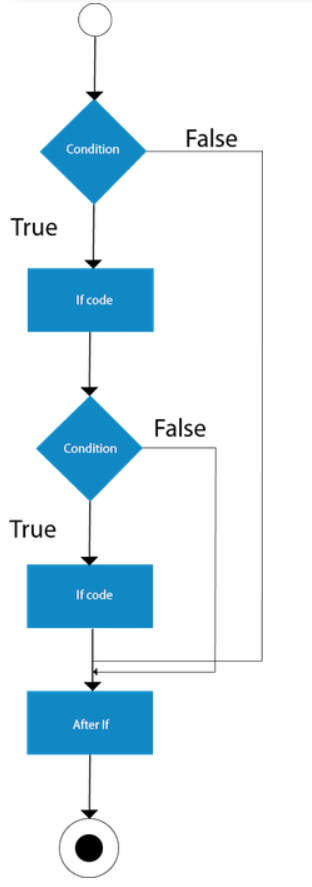 Condition
False
True
If code
Condition
False
True
If code
After If